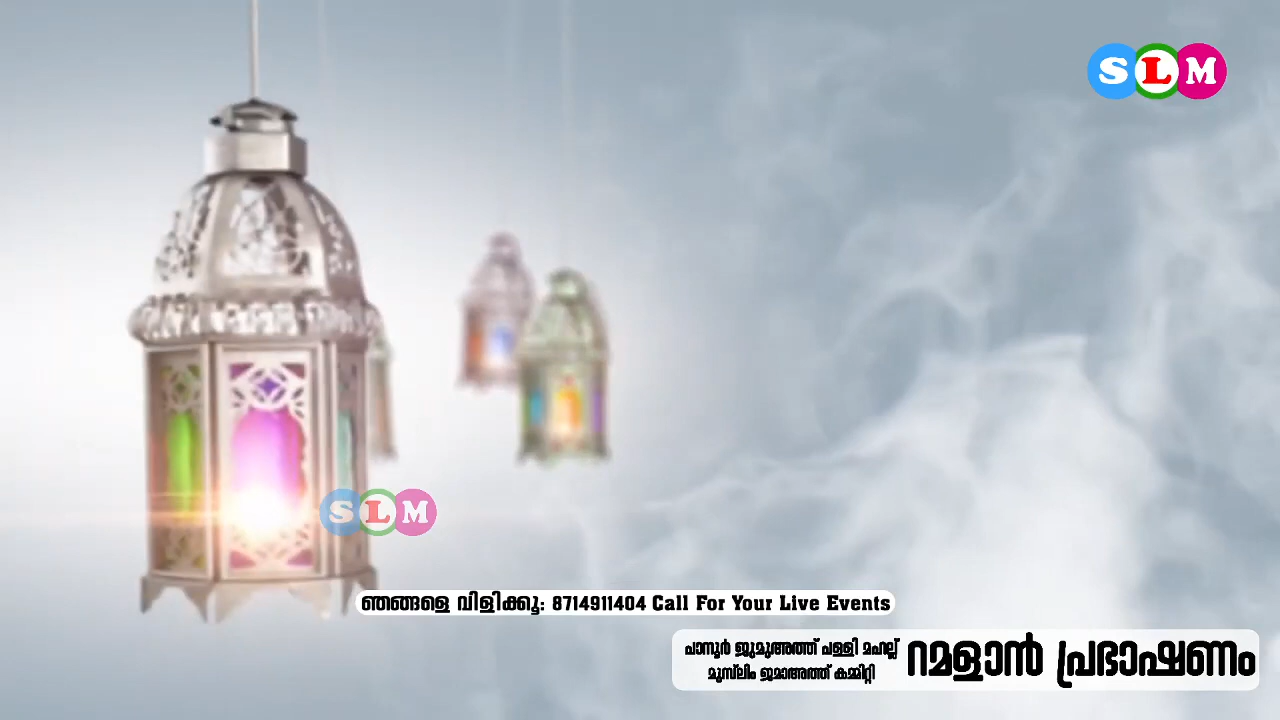 SLM
SLM
ഞങ്ങളെ വിളിക്കൂ: 8714911404 Call For Your Live Events
പാനൂർ ജുമുഅത്ത് പള്ളി മഹല്ല്
മുസ്‌ലിം ജമാഅത്ത് കമ്മിറ്റി
റമളാൻ പ്രഭാഷണം